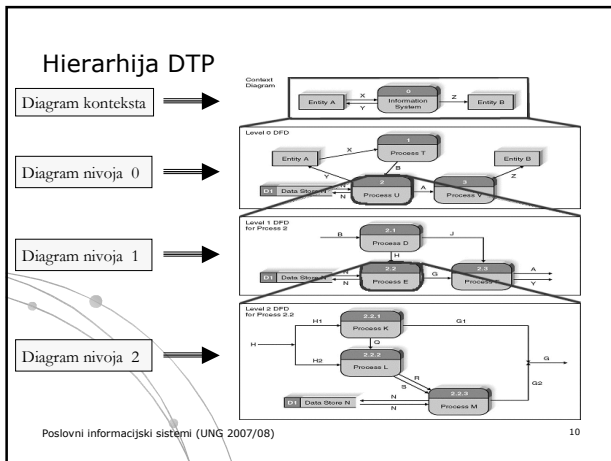 Hierarhija DTP
Diagram konteksta
Context
Diagram
Entity A
X
Y
0
Information
System
Z
Entity B
Diagram nivoja 0
Level 0 DFD
1
Process T
Entity A
X
Entity B
Y
B
Z
D1 Data Store N
N
N
2
Process U
A
3
Process V
Diagram nivoja 1
Level 1 DFD
for Prcess 2
2.1
Process D
B
J
H
D1 Data Store N
N
N
2.2
Process E
G
2.3
A
Y
Diagram nivoja 2
Level 2 DFD
for Process 2.2
2.2.1
Process K
H1
G1
H
Q
2.2.2
Process L
H2
G
R
S
G2
2.2.3
Process M
D1 Data Store N
N
N
Poslovni informacijski sistemi (UNG 2007/08)
10